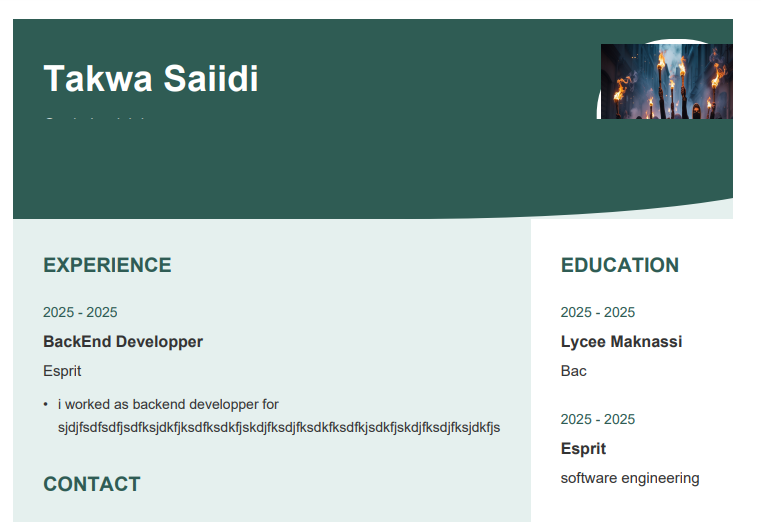 Takwa Saiidi
EXPERIENCE
2025 - 2025
BackEnd Developper
Esprit
• i worked as backend developper for
sjdjfsdfsdfjsdfksjdkfjksdfksdkfjskdjfksdjfksdkfksdfkjsdkfjskdjfksdjfksjdkfjs
CONTACT
EDUCATION
2025 - 2025
Lycee Maknassi
Bac
2025 - 2025
Esprit
software engineering